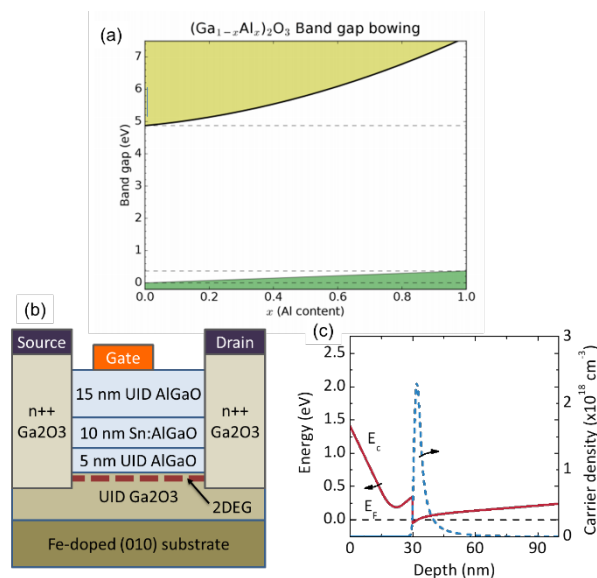 (a)
(Ga₁₋ₓAlₓ)₂O₃ Band gap bowing
7
6
5
4
3
2
1
0
Band gap (eV)
0.0 0.2 0.4 0.6 0.8 1.0
x (Al content)
(b)
Source
Drain
Gate
n++
Ga2O3
15 nm UID AlGaO
10 nm Sn:AlGaO
5 nm UID AlGaO
n++
Ga2O3
UID Ga2O3
2DEG
Fe-doped (010) substrate
(c)
2.5
2.0
1.5
1.0
0.5
0.0
Energy (eV)
E_c
E_F
3
2
1
0
Carrier density (x10¹⁸ cm⁻³)
0 30 60 90
Depth (nm)